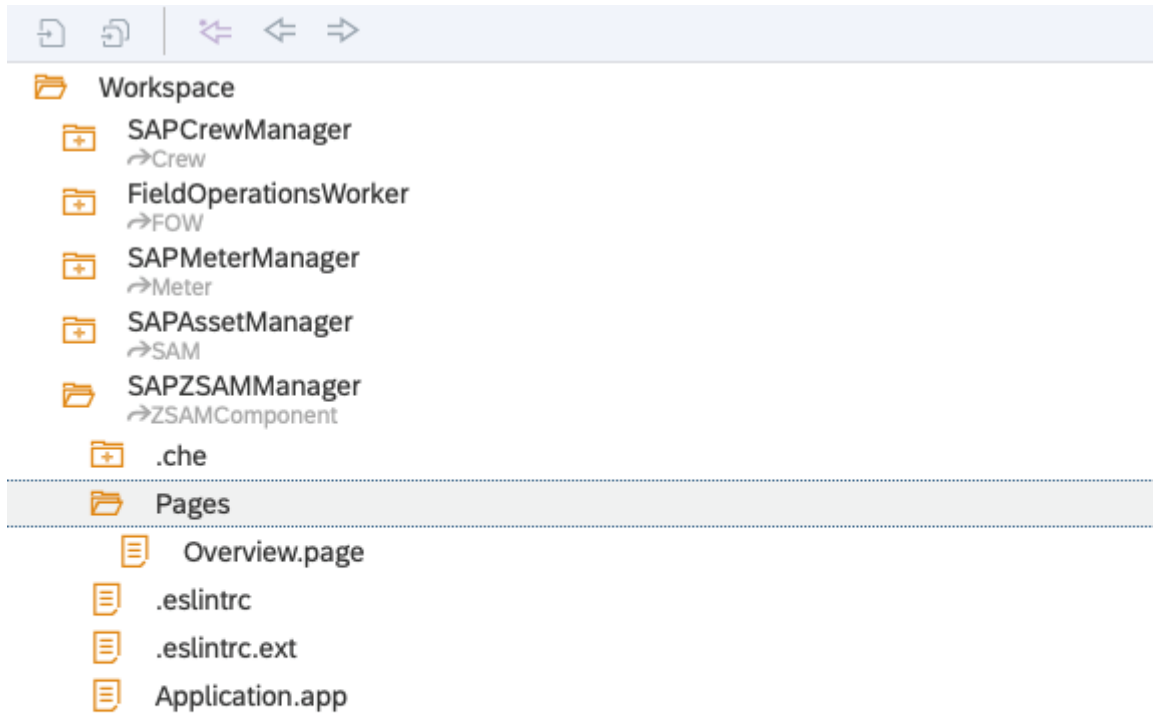 Workspace
SAPCrewManager
Crew
FieldOperationsWorker
FOW
SAPMeterManager
Meter
SAPAssetManager
SAM
SAPZSAMManager
ZSAMComponent
.che
Pages
Overview.page
.eslintrc
.eslintrc.ext
Application.app